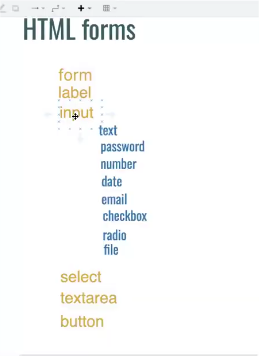 HTML forms
form
label
input
text
password
number
date
email
checkbox
radio
file
select
textarea
button